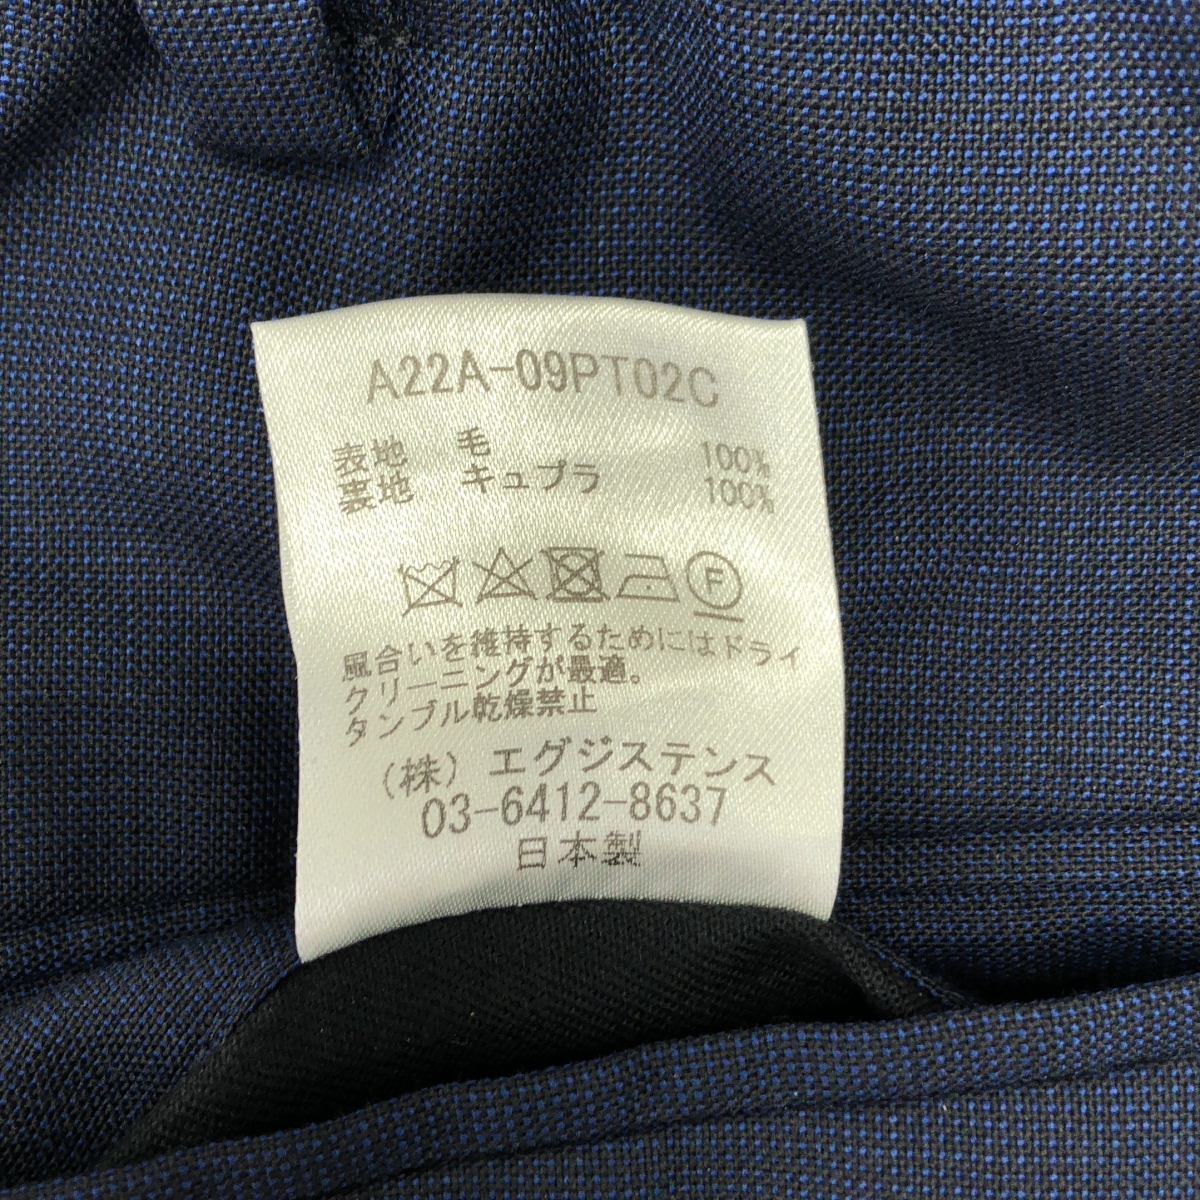 A22A-09PT02C
表地 毛 100%
裏地 キュプラ 100%
F
風合いを維持するためにはドライ
クリーニングが最適。
タンブル乾燥禁止
(株) エグジステンス
03-6412-8637
日本製